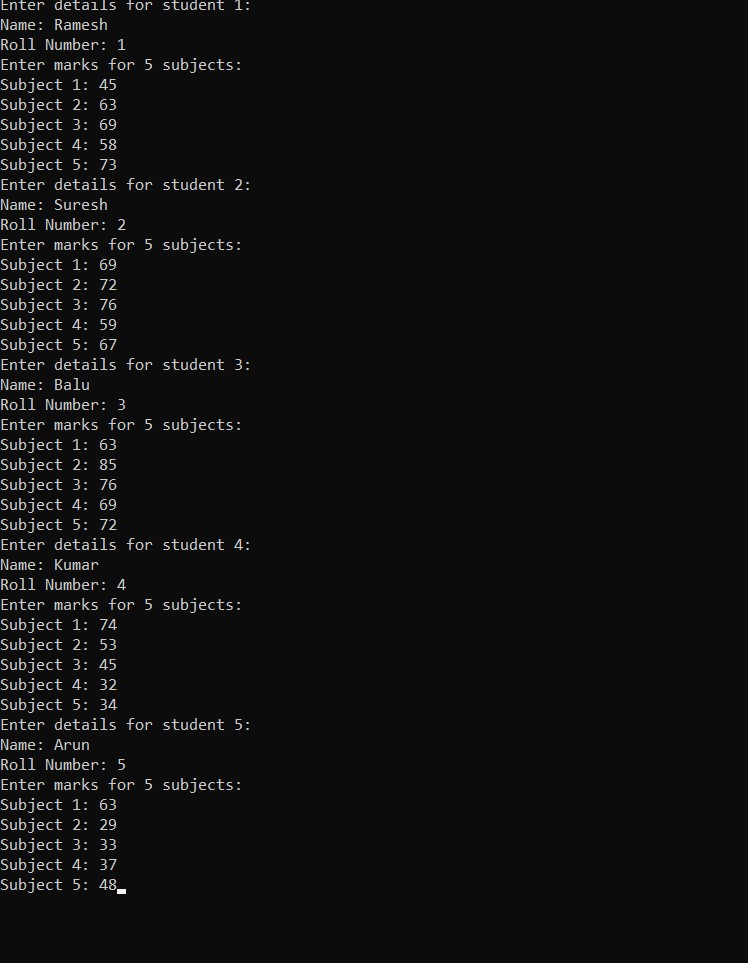 Enter details for student 1:
Name: Ramesh
Roll Number: 1
Enter marks for 5 subjects:
Subject 1: 45
Subject 2: 63
Subject 3: 69
Subject 4: 58
Subject 5: 73
Enter details for student 2:
Name: Suresh
Roll Number: 2
Enter marks for 5 subjects:
Subject 1: 69
Subject 2: 72
Subject 3: 76
Subject 4: 59
Subject 5: 67
Enter details for student 3:
Name: Balu
Roll Number: 3
Enter marks for 5 subjects:
Subject 1: 63
Subject 2: 85
Subject 3: 76
Subject 4: 69
Subject 5: 72
Enter details for student 4:
Name: Kumar
Roll Number: 4
Enter marks for 5 subjects:
Subject 1: 74
Subject 2: 53
Subject 3: 45
Subject 4: 32
Subject 5: 34
Enter details for student 5:
Name: Arun
Roll Number: 5
Enter marks for 5 subjects:
Subject 1: 63
Subject 2: 29
Subject 3: 33
Subject 4: 37
Subject 5: 48